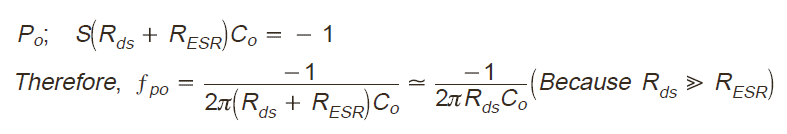 Pₒ; S(R_ds + R_ESR)Cₒ = − 1
Therefore, f_po = −1 / 2π(R_ds + R_ESR)Cₒ ≃ −1 / 2πR_dsCₒ (Because R_ds ⪢ R_ESR)